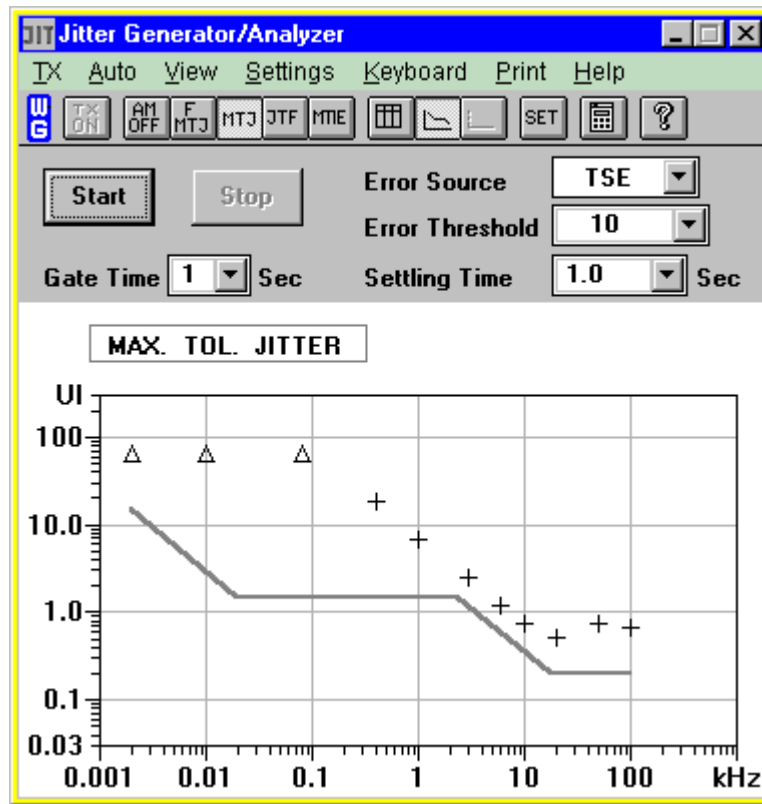 JIT Jitter Generator/Analyzer
TX Auto View Settings Keyboard Print Help
WG TX ON AM OFF F MTJ MTJ JTF MTIE SET ?
Start Stop Error Source TSE
Error Threshold 10
Gate Time 1 Sec Settling Time 1.0 Sec
MAX. TOL. JITTER
UI
100
10.0
1.0
0.1
0.03
0.001 0.01 0.1 1 10 100 kHz